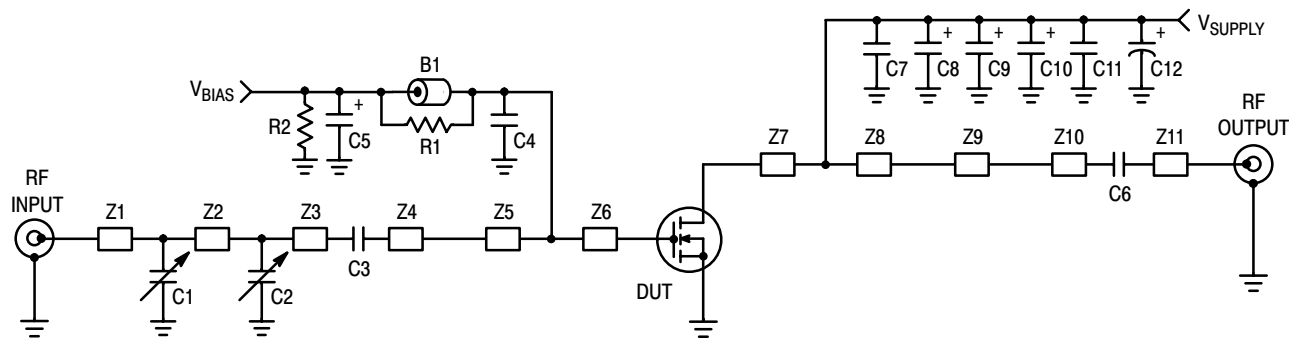 V_SUPPLY
+ + + +
C7 C8 C9 C10 C11 C12
B1
V_BIAS
+
R2 C5 R1 C4
RF
OUTPUT
Z7 Z8 Z9 Z10 Z11
C6
RF
INPUT
Z1 Z2 Z3 Z4 Z5 Z6
C3
C1 C2
DUT